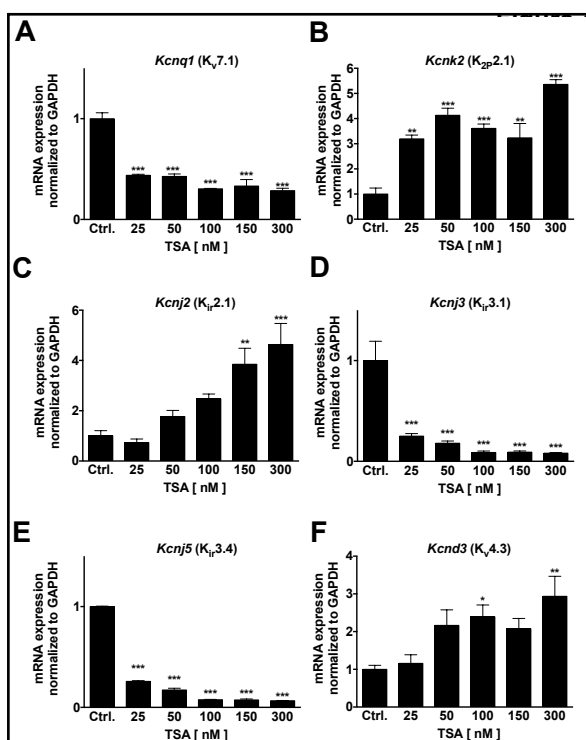 A
Kcnq1 (Kv7.1)
mRNA expression
normalized to GAPDH
1
0
***
***
***
***
***
Ctrl. 25 50 100 150 300
TSA [ nM ]
B
Kcnk2 (K2P2.1)
mRNA expression
normalized to GAPDH
6
5
4
3
2
1
0
**
***
***
**
***
Ctrl. 25 50 100 150 300
TSA [ nM ]
C
Kcnj2 (Kir2.1)
mRNA expression
normalized to GAPDH
6
4
2
0
**
***
Ctrl. 25 50 100 150 300
TSA [ nM ]
D
Kcnj3 (Kir3.1)
mRNA expression
normalized to GAPDH
1
0
***
***
***
***
***
Ctrl. 25 50 100 150 300
TSA [ nM ]
E
Kcnj5 (Kir3.4)
mRNA expression
normalized to GAPDH
1
0
***
***
***
***
***
Ctrl. 25 50 100 150 300
TSA [ nM ]
F
Kcnd3 (Kv4.3)
mRNA expression
normalized to GAPDH
4
3
2
1
0
*
**
Ctrl. 25 50 100 150 300
TSA [ nM ]